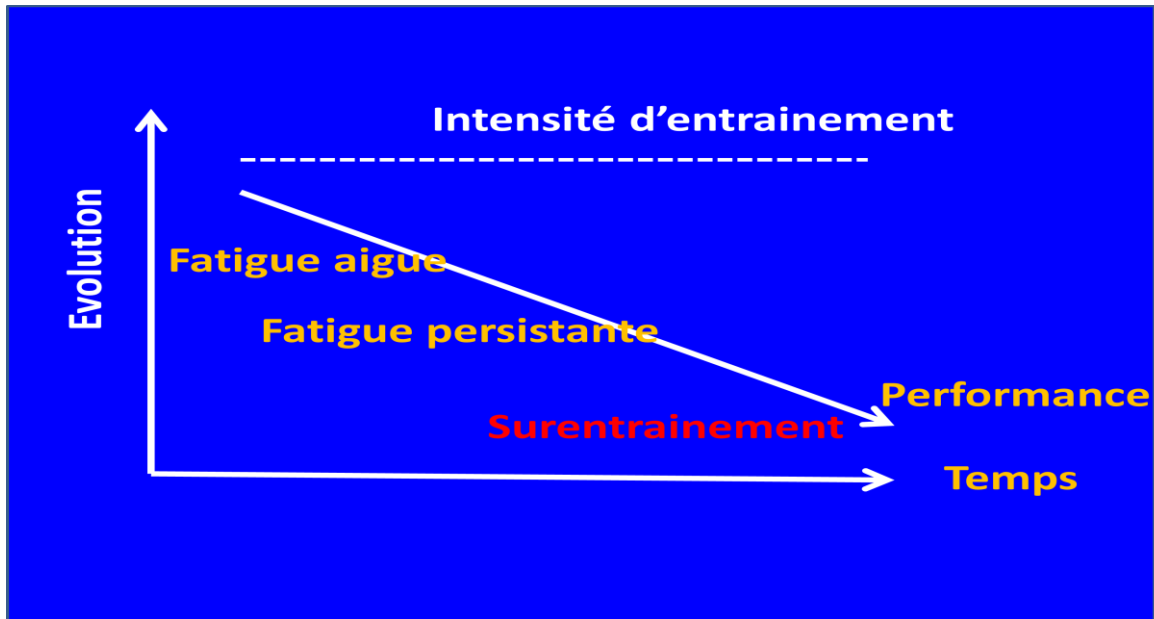 Intensité d’entrainement
Evolution
Fatigue aigue
Fatigue persistante
Performance
Surentrainement
Temps